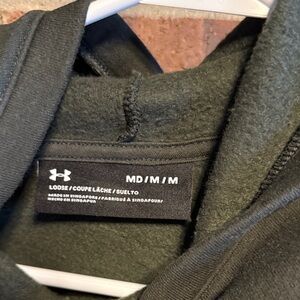 MD / M / M
LOOSE / COUPE LÂCHE / SUELTO
MADE IN SINGAPORE / FABRIQUÉ À SINGAPOUR /
HECHO EN SINGAPUR